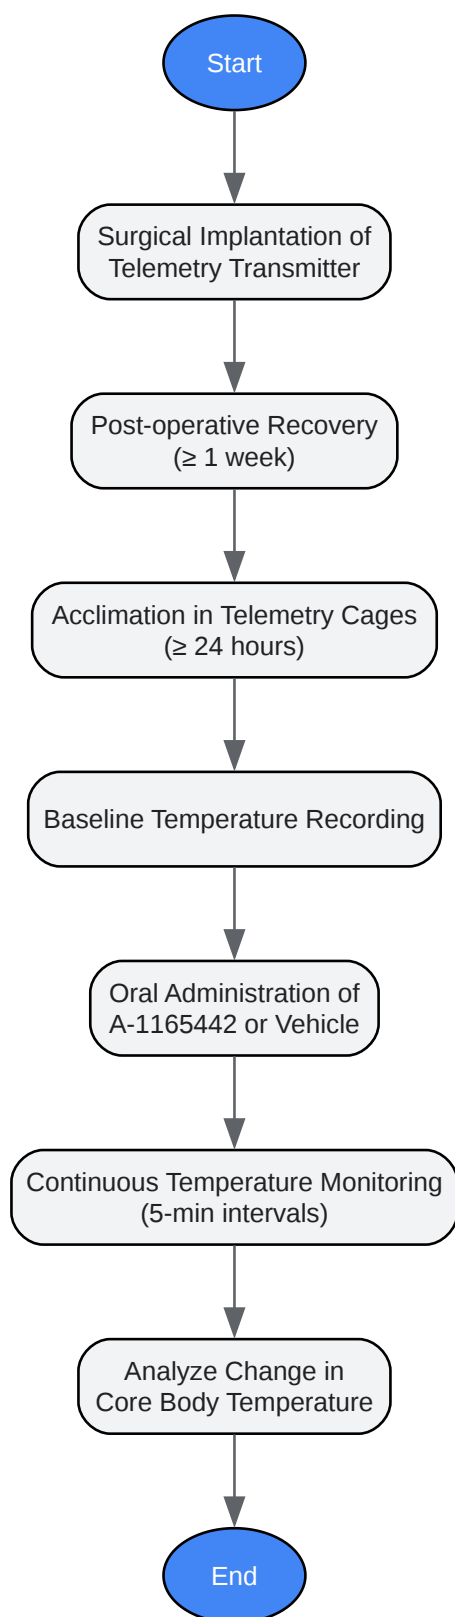 Start
Surgical Implantation of
Telemetry Transmitter
Post-operative Recovery
(≥ 1 week)
Acclimation in Telemetry Cages
(≥ 24 hours)
Baseline Temperature Recording
Oral Administration of
A-1165442 or Vehicle
Continuous Temperature Monitoring
(5-min intervals)
Analyze Change in
Core Body Temperature
End